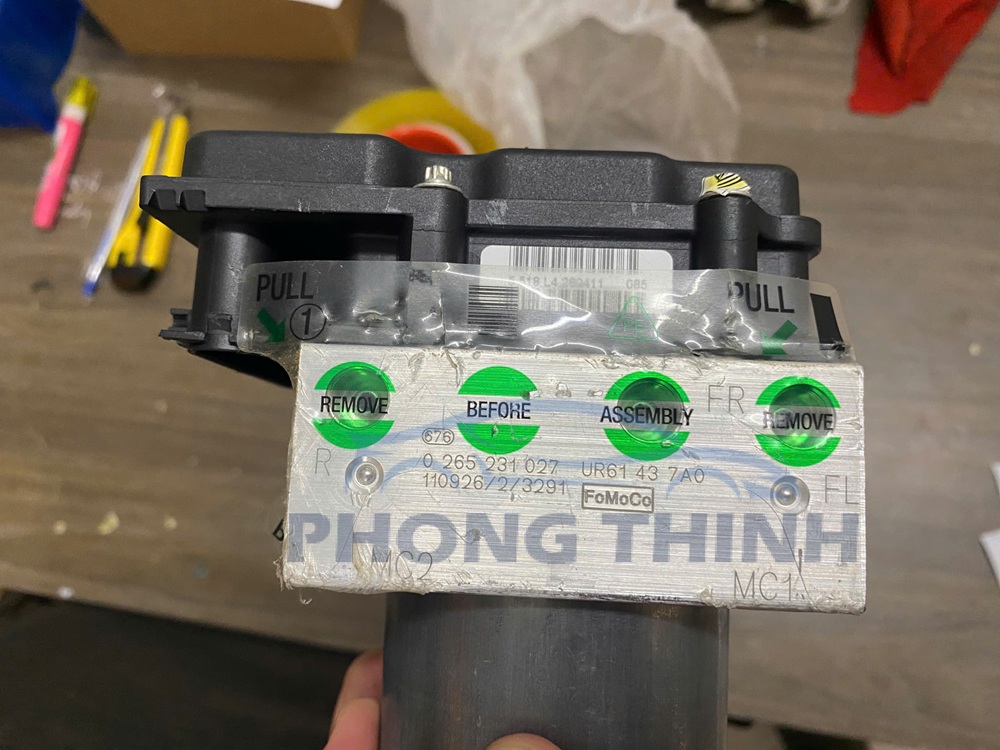 PULL
1
PULL
REMOVE
BEFORE
ASSEMBLY
REMOVE
FR
676
R
0 265 231 027 UR61 43 7A0
110926/2/3291 FoMoCo
FL
PHONG THINH
MC2
MC1